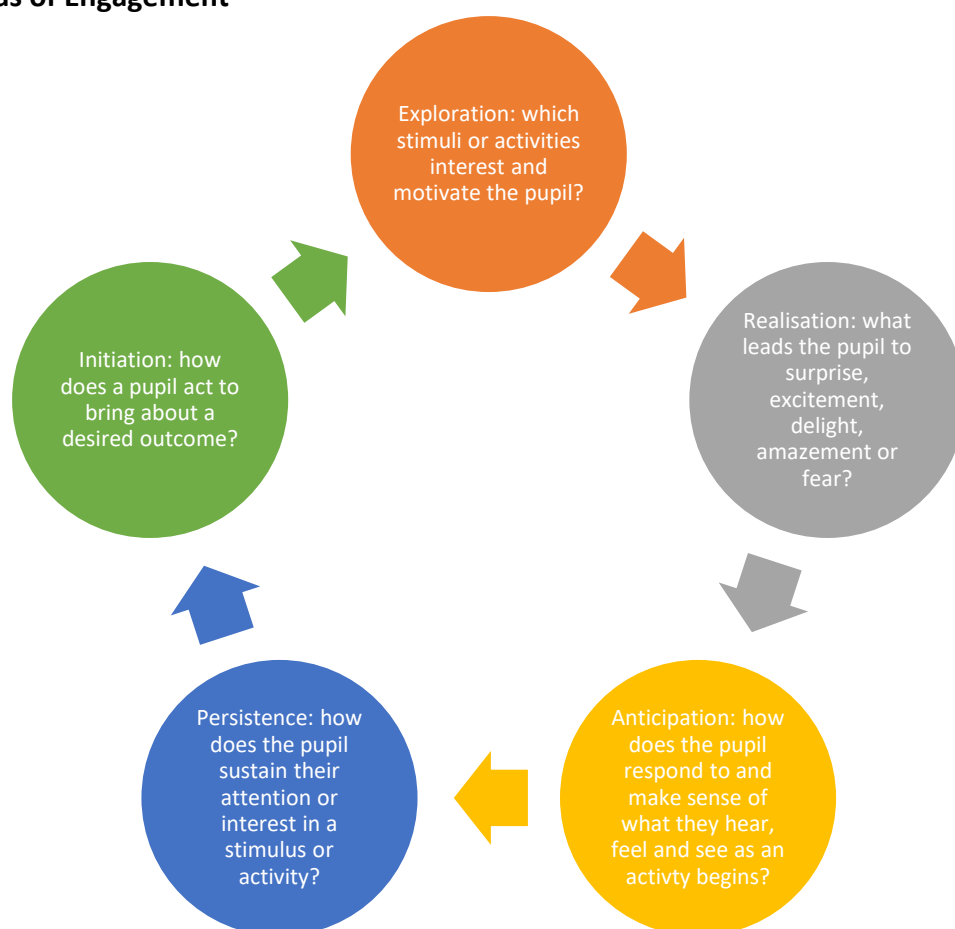 of Engagement
Exploration: which
stimuli or activities
interest and
motivate the pupil?
Realisation: what
leads the pupil to
surprise,
excitement,
delight,
amazement or
fear?
Anticipation: how
does the pupil
respond to and
make sense of
what they hear,
feel and see as an
activty begins?
Persistence: how
does the pupil
sustain their
attention or
interest in a
stimulus or
activity?
Initiation: how
does a pupil act to
bring about a
desired outcome?